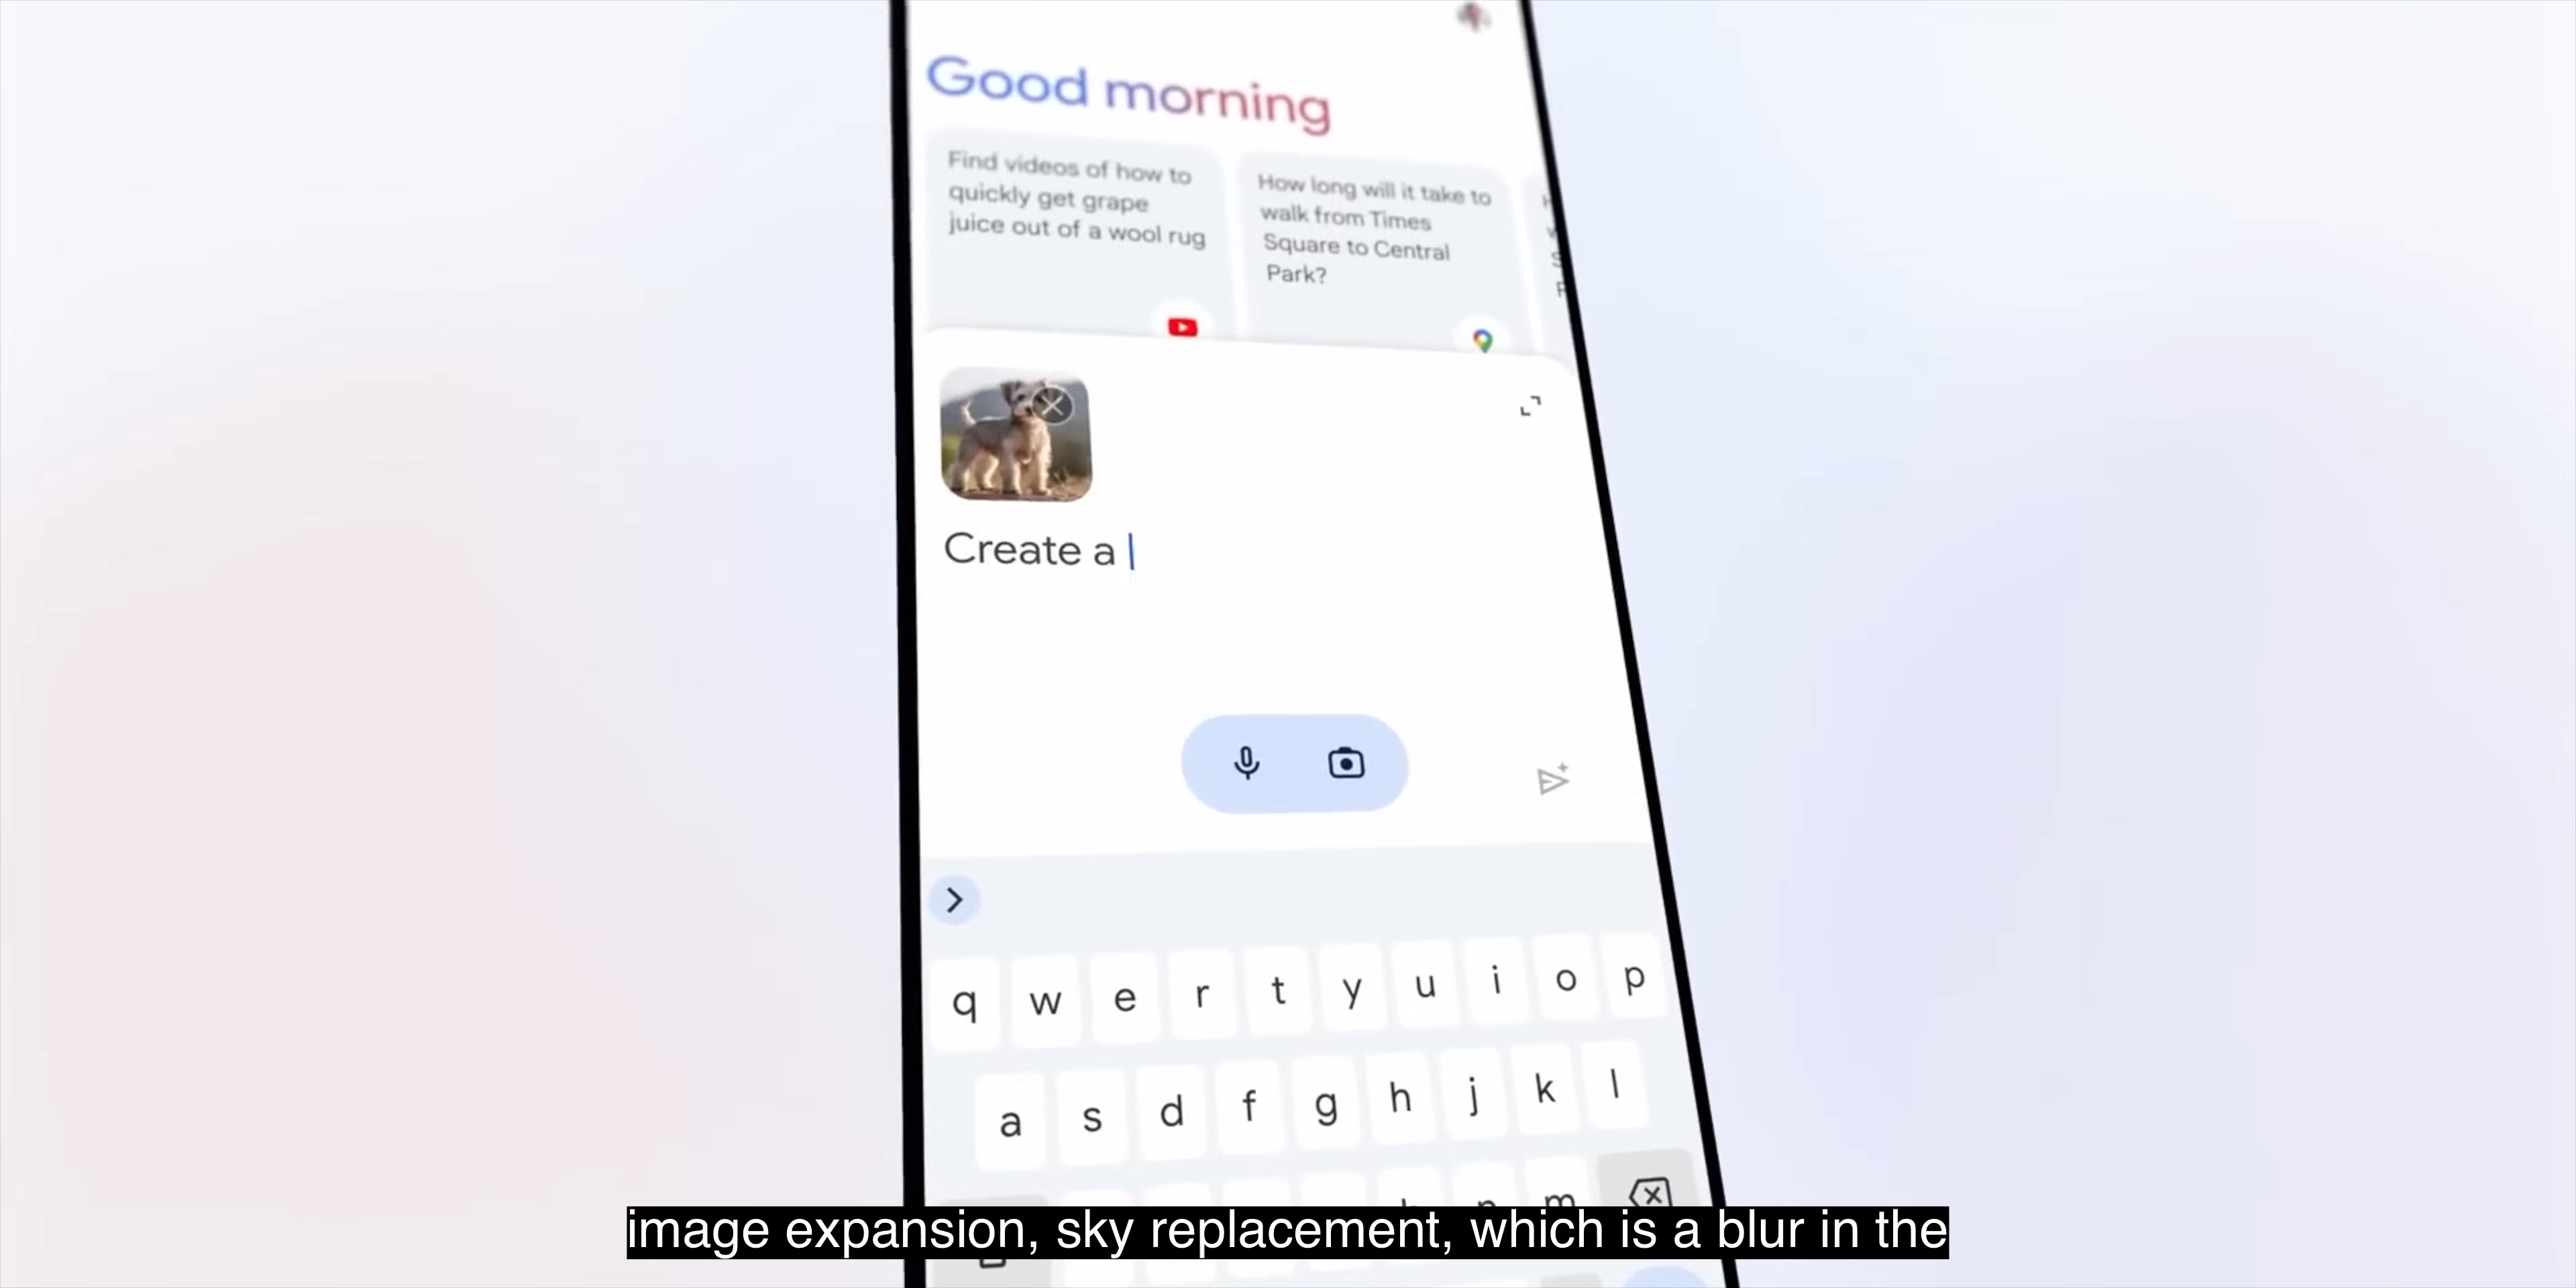 Good morning
Find videos of how to
quickly get grape
juice out of a wool rug
How long will it take to
walk from Times
Square to Central
Park?
Create a
q w e r t y u i o p
a s d f g h j k l
m
image expansion, sky replacement, which is a blur in the